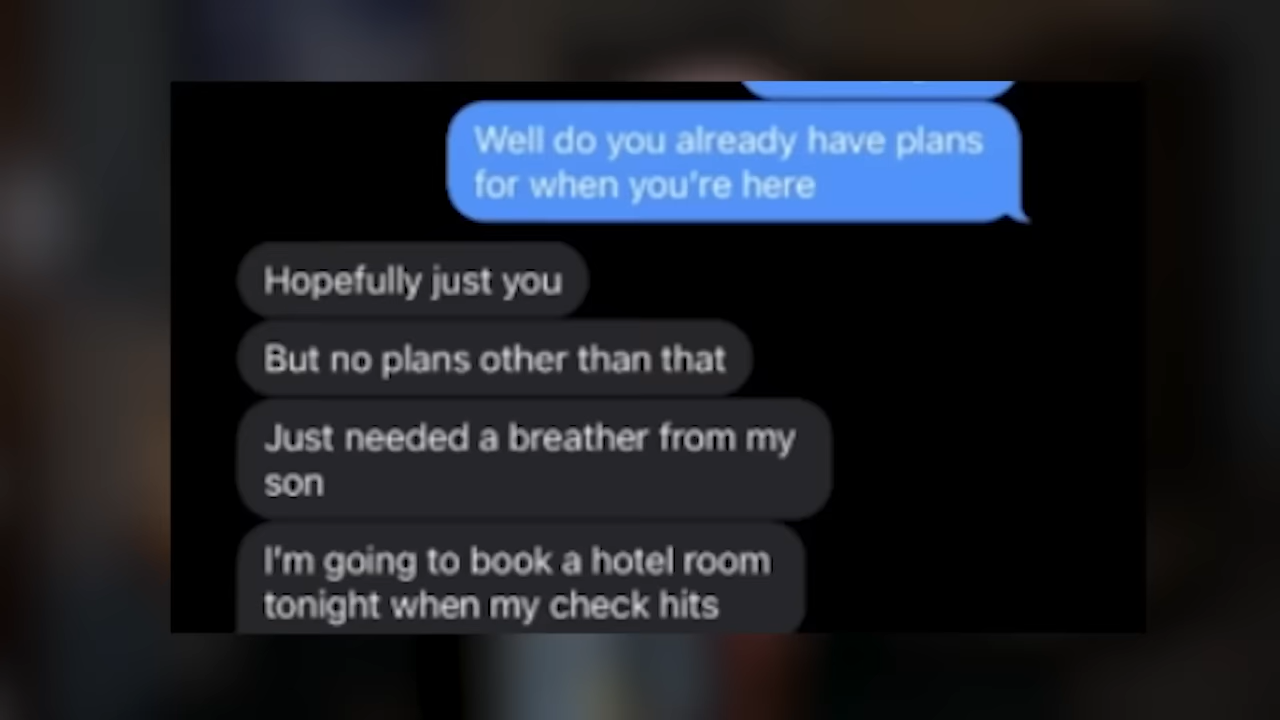 Well do you already have plans
for when you're here
Hopefully just you
But no plans other than that
Just needed a breather from my
son
I'm going to book a hotel room
tonight when my check hits